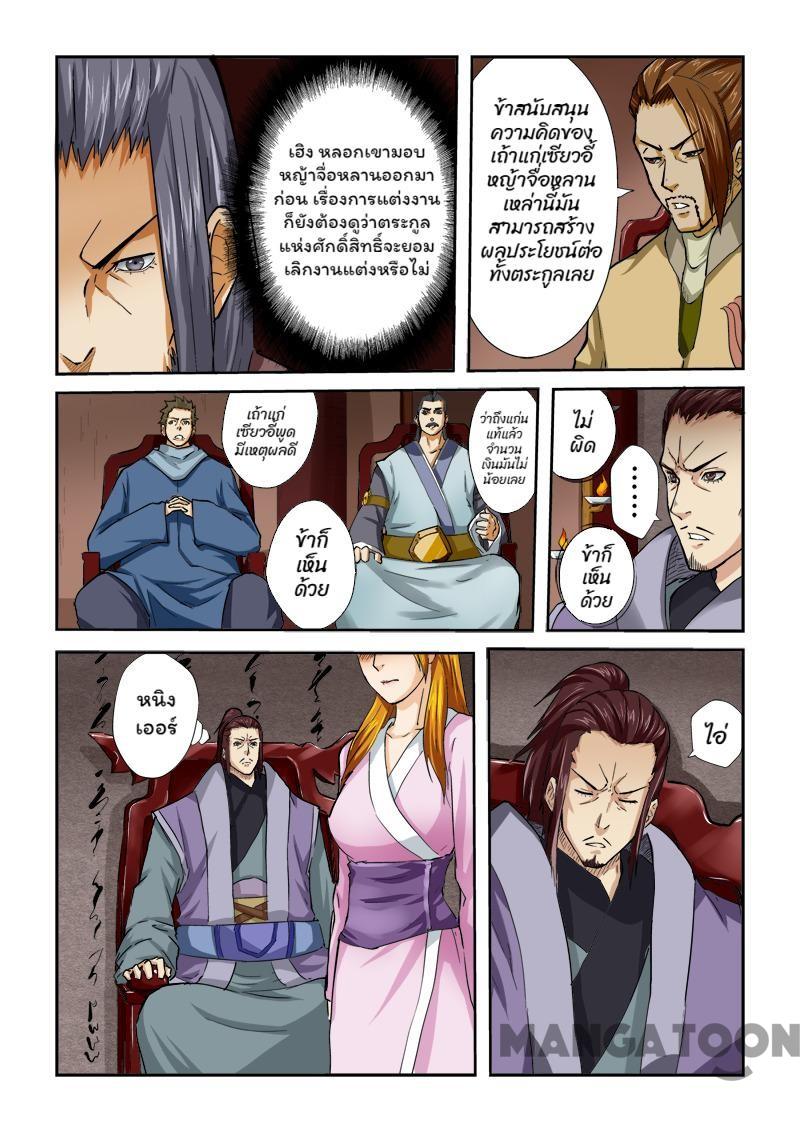 เฮิง หลอกเขามอบ
หญ้าจื่อหลานออกมา
ก่อน เรื่องการแต่งงาน
ก็ยังต้องดูว่าตระกูล
แห่งศักดิ์สิทธิ์จะยอม
เลิกงานแต่งหรือไม่
ข้าสนับสนุน
ความคิดของ
เถ้าแก่เซียวอี้
หญ้าจื่อหลาน
เหล่านี้มัน
สามารถสร้าง
ผลประโยชน์ต่อ
ทั้งตระกูลเลย
เถ้าแก่
เซียวอี้พูด
มีเหตุผลดี
ข้าก็
เห็น
ด้วย
ว่าถึงแก่น
แท้แล้ว
จำนวน
เงินมันไม่
น้อยเลย
ไม่
ผิด
......
ข้าก็
เห็น
ด้วย
หนิง
เออร์
ไอ่
MANGATOON